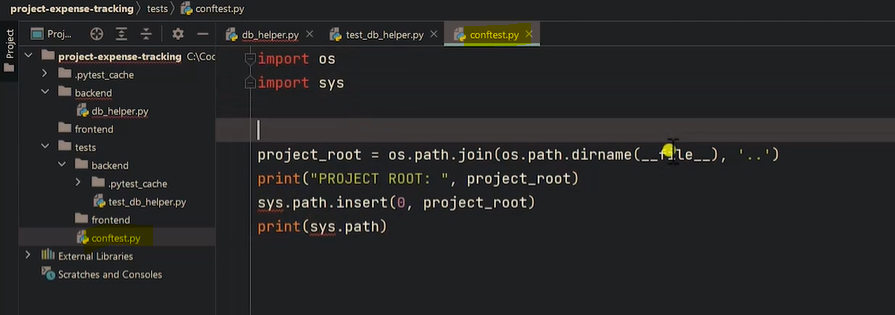 project-expense-tracking > tests > conftest.py
Project
Proj...
db_helper.py
test_db_helper.py
conftest.py
project-expense-tracking C:\Coc
.pytest_cache
backend
db_helper.py
frontend
tests
backend
.pytest_cache
test_db_helper.py
frontend
conftest.py
External Libraries
Scratches and Consoles
import os
import sys
project_root = os.path.join(os.path.dirname(__file__), '..')
print("PROJECT ROOT: ", project_root)
sys.path.insert(0, project_root)
print(sys.path)